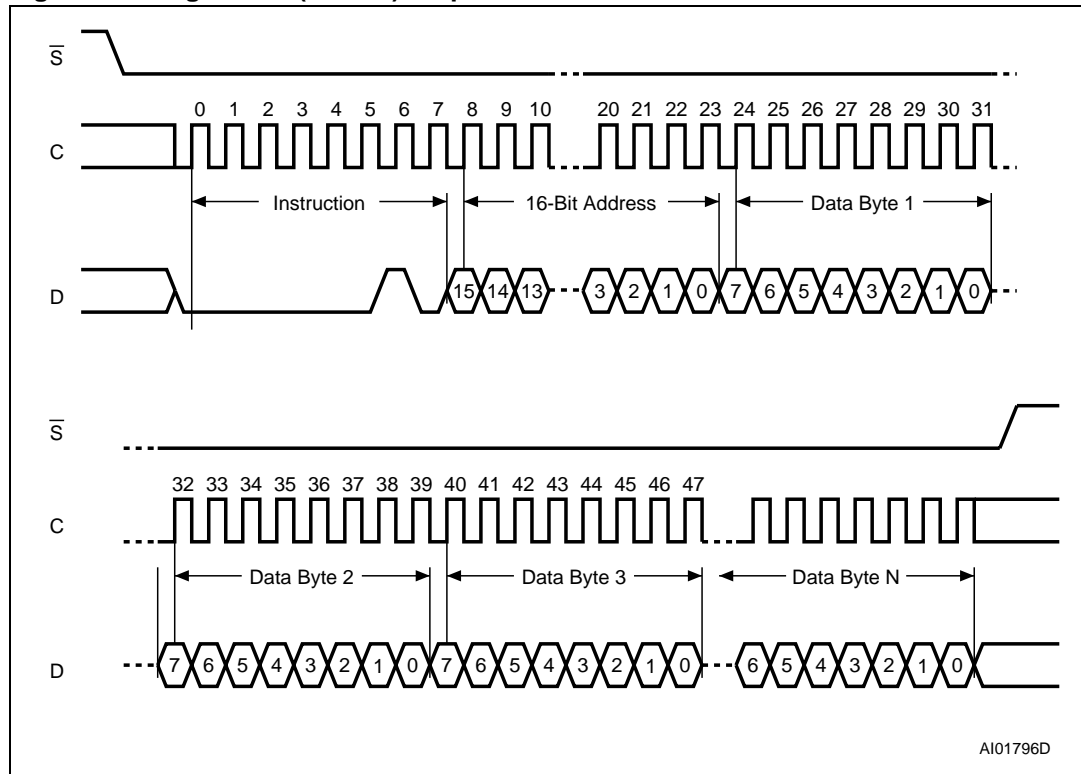 S
0 1 2 3 4 5 6 7 8 9 10 20 21 22 23 24 25 26 27 28 29 30 31
C
Instruction 16-Bit Address Data Byte 1
D 15 14 13 3 2 1 0 7 6 5 4 3 2 1 0
S
32 33 34 35 36 37 38 39 40 41 42 43 44 45 46 47
C
Data Byte 2 Data Byte 3 Data Byte N
D 7 6 5 4 3 2 1 0 7 6 5 4 3 2 1 0 6 5 4 3 2 1 0
AI01796D